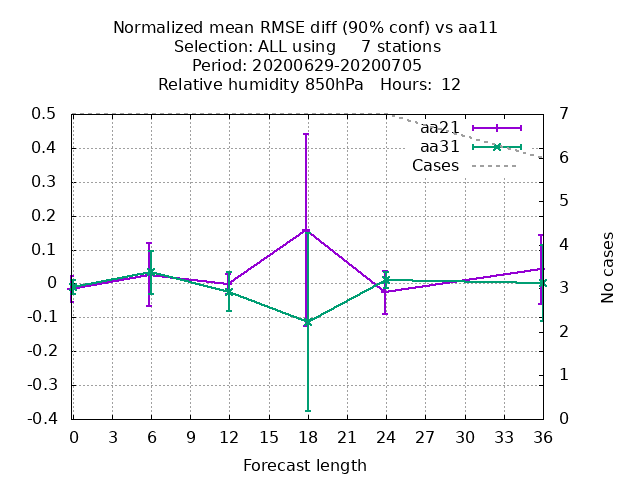 Normalized mean RMSE diff (90% conf) vs aa11
Selection: ALL using 7 stations
Period: 20200629-20200705
Relative humidity 850hPa Hours: 12
aa21
aa31
Cases
0.5
0.4
0.3
0.2
0.1
0
-0.1
-0.2
-0.3
-0.4
7
6
5
4
3
2
1
0
No cases
0 3 6 9 12 15 18 21 24 27 30 33 36
Forecast length